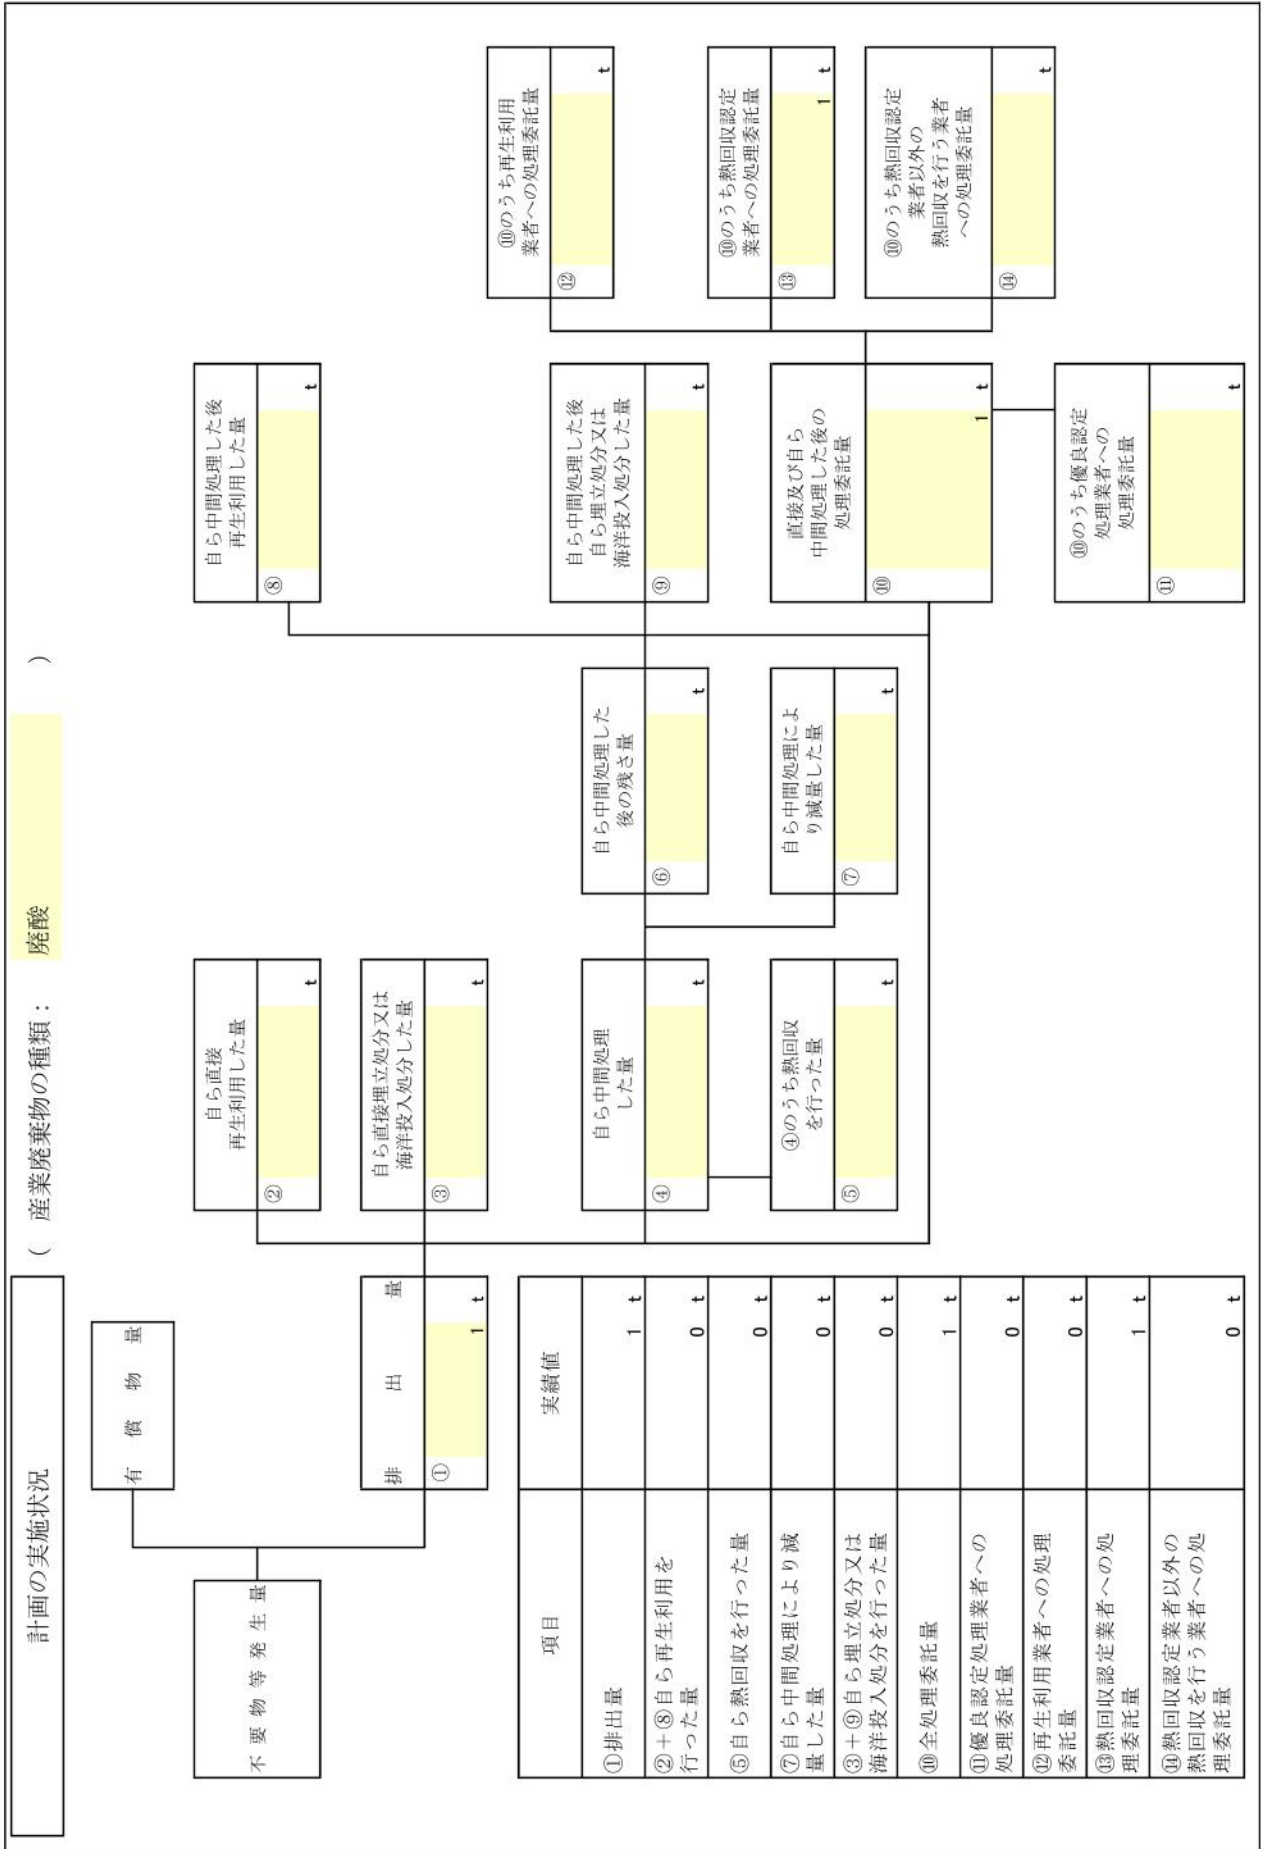 計画の実施状況
( 産業廃棄物の種類： 廃酸 )
不要物等発生量
有償物量
排出量
① 1 t
自ら直接
再生利用した量
② t
自ら直接埋立処分又は
海洋投入処分した量
③ t
自ら中間処理
した量
④ t
④のうち熱回収
を行った量
⑤ t
自ら中間処理した
後の残さ量
⑥ t
自ら中間処理によ
り減量した量
⑦ t
自ら中間処理した後
再生利用した量
⑧ t
自ら中間処理した後
自ら埋立処分又は
海洋投入処分した量
⑨ t
直接及び自ら
中間処理した後の
処理委託量
⑩ 1 t
⑩のうち優良認定
処理業者への
処理委託量
⑪ t
⑩のうち再生利用
業者への処理委託量
⑫ t
⑩のうち熱回収認定
業者への処理委託量
⑬ 1 t
⑩のうち熱回収認定
業者以外の
熱回収を行う業者
への処理委託量
⑭ t
項目 実績値
①排出量 1 t
②＋⑧自ら再生利用を
行った量 0 t
⑤自ら熱回収を行った量 0 t
⑦自ら中間処理により減
量した量 0 t
③＋⑨自ら埋立処分又は
海洋投入処分を行った量 0 t
⑩全処理委託量 1 t
⑪優良認定処理業者への
処理委託量 0 t
⑫再生利用業者への処理
委託量 0 t
⑬熱回収認定業者への処
理委託量 1 t
⑭熱回収認定業者以外の
熱回収を行う業者への処
理委託量 0 t